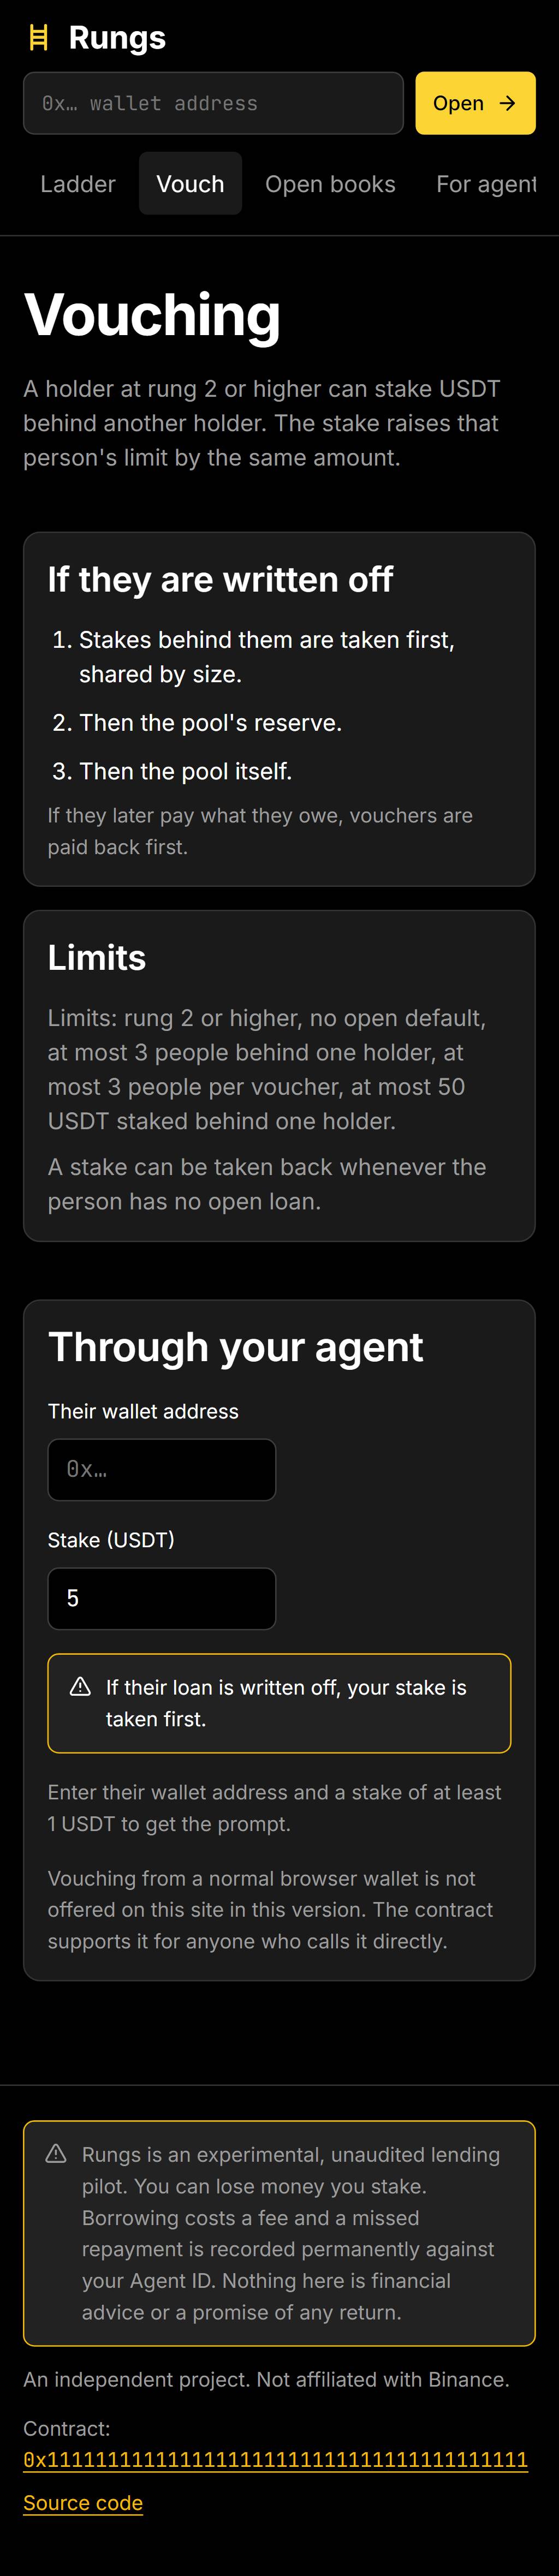 Rungs
0x… wallet address
Open
Ladder Vouch Open books For agent
Vouching
A holder at rung 2 or higher can stake USDT
behind another holder. The stake raises that
person's limit by the same amount.
If they are written off
1. Stakes behind them are taken first,
shared by size.
2. Then the pool's reserve.
3. Then the pool itself.
If they later pay what they owe, vouchers are
paid back first.
Limits
Limits: rung 2 or higher, no open default,
at most 3 people behind one holder, at
most 3 people per voucher, at most 50
USDT staked behind one holder.
A stake can be taken back whenever the
person has no open loan.
Through your agent
Their wallet address
0x…
Stake (USDT)
5
If their loan is written off, your stake is
taken first.
Enter their wallet address and a stake of at least
1 USDT to get the prompt.
Vouching from a normal browser wallet is not
offered on this site in this version. The contract
supports it for anyone who calls it directly.
Rungs is an experimental, unaudited lending
pilot. You can lose money you stake.
Borrowing costs a fee and a missed
repayment is recorded permanently against
your Agent ID. Nothing here is financial
advice or a promise of any return.
An independent project. Not affiliated with Binance.
Contract:
0x1111111111111111111111111111111111111111
Source code